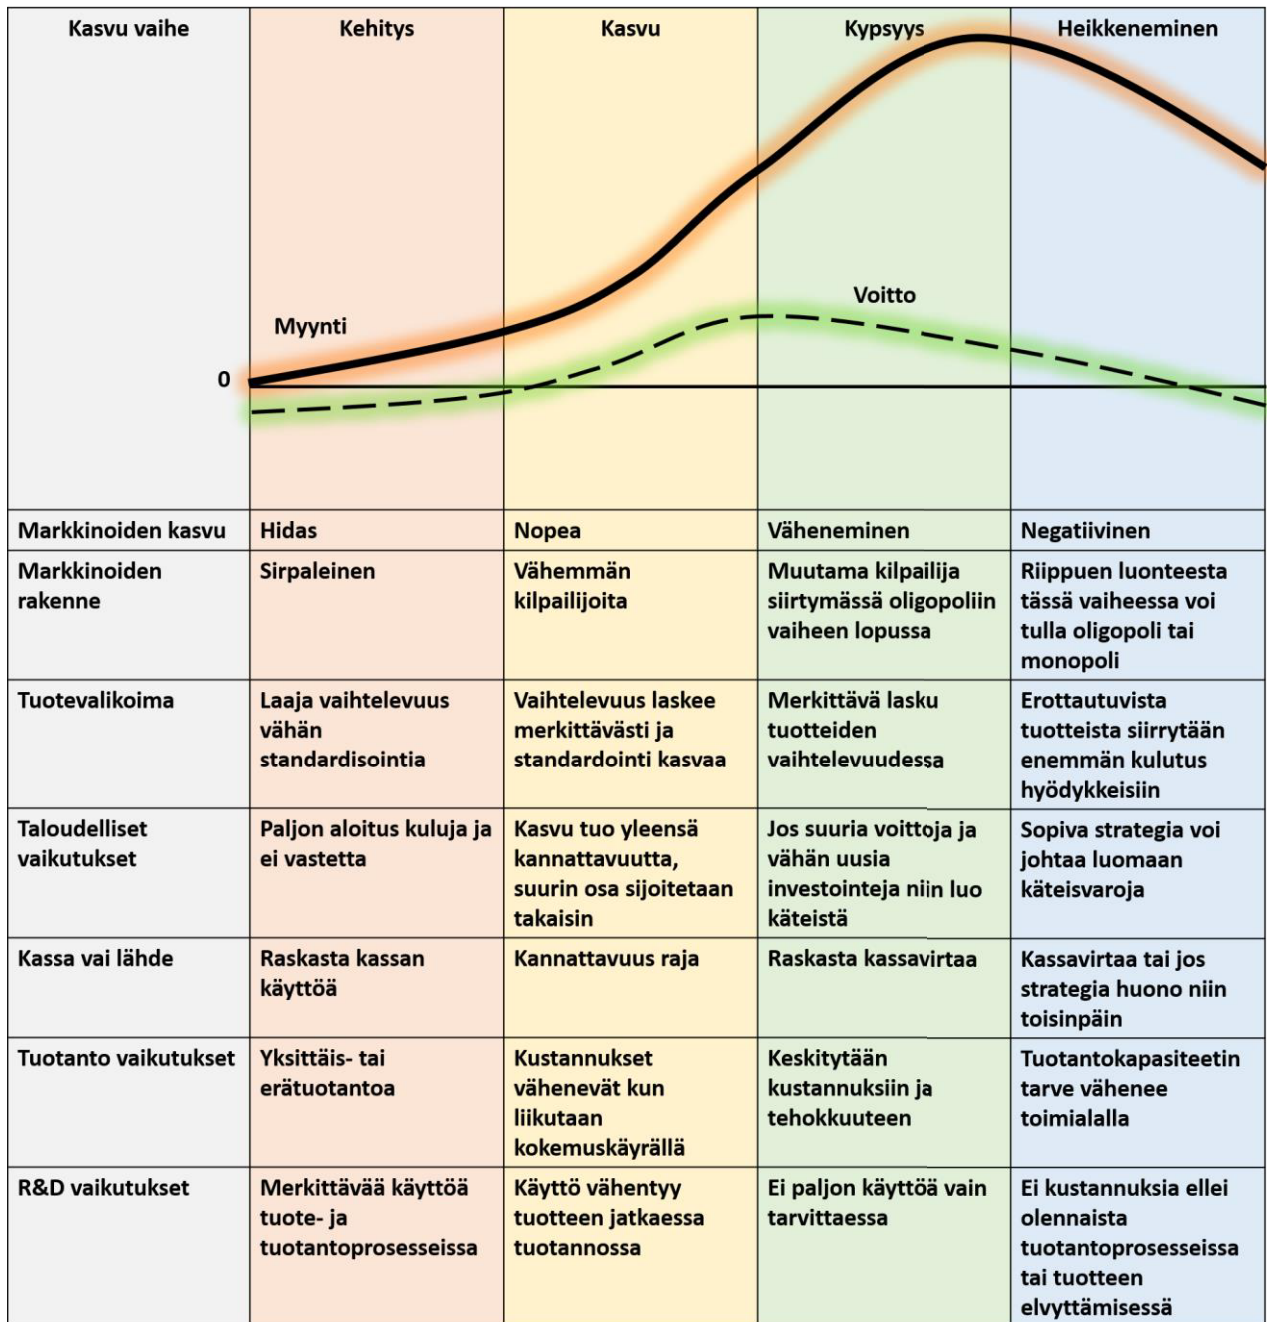 Kasvu vaihe
Kehitys
Kasvu
Kypsyys
Heikkeneminen
Voitto
Myynti
0
Markkinoiden kasvu
Hidas
Nopea
Väheneminen
Negatiivinen
Markkinoiden
rakenne
Sirpaleinen
Vähemmän
kilpailijoita
Muutama kilpailija
siirtymässä oligopoliin
vaiheen lopussa
Riippuen luonteesta
tässä vaiheessa voi
tulla oligopoli tai
monopoli
Tuotevalikoima
Laaja vaihtelevuus
vähän
standardisointia
Vaihtelevuus laskee
merkittävästi ja
standardointi kasvaa
Merkittävä lasku
tuotteiden
vaihtelevuudessa
Erottautuvista
tuotteista siirrytään
enemmän kulutus
hyödykkeisiin
Taloudelliset
vaikutukset
Paljon aloitus kuluja ja
ei vastetta
Kasvu tuo yleensä
kannattavuutta,
suurin osa sijoitetaan
takaisin
Jos suuria voittoja ja
vähän uusia
investointeja niin luo
käteistä
Sopiva strategia voi
johtaa luomaan
käteisvaroja
Kassa vai lähde
Raskasta kassan
käyttöä
Kannattavuus raja
Raskasta kassavirtaa
Kassavirtaa tai jos
strategia huono niin
toisinpäin
Tuotanto vaikutukset
Yksittäis- tai
erätuotantoa
Kustannukset
vähenevät kun
liikutaan
kokemuskäyrällä
Keskitytään
kustannuksiin ja
tehokkuuteen
Tuotantokapasiteetin
tarve vähenee
toimialalla
R&D vaikutukset
Merkittävää käyttöä
tuote- ja
tuotantoprosesseissa
Käyttö vähentyy
tuotteen jatkaessa
tuotannossa
Ei paljon käyttöä vain
tarvittaessa
Ei kustannuksia ellei
olennaista
tuotantoprosesseissa
tai tuotteen
elvyttämisessä